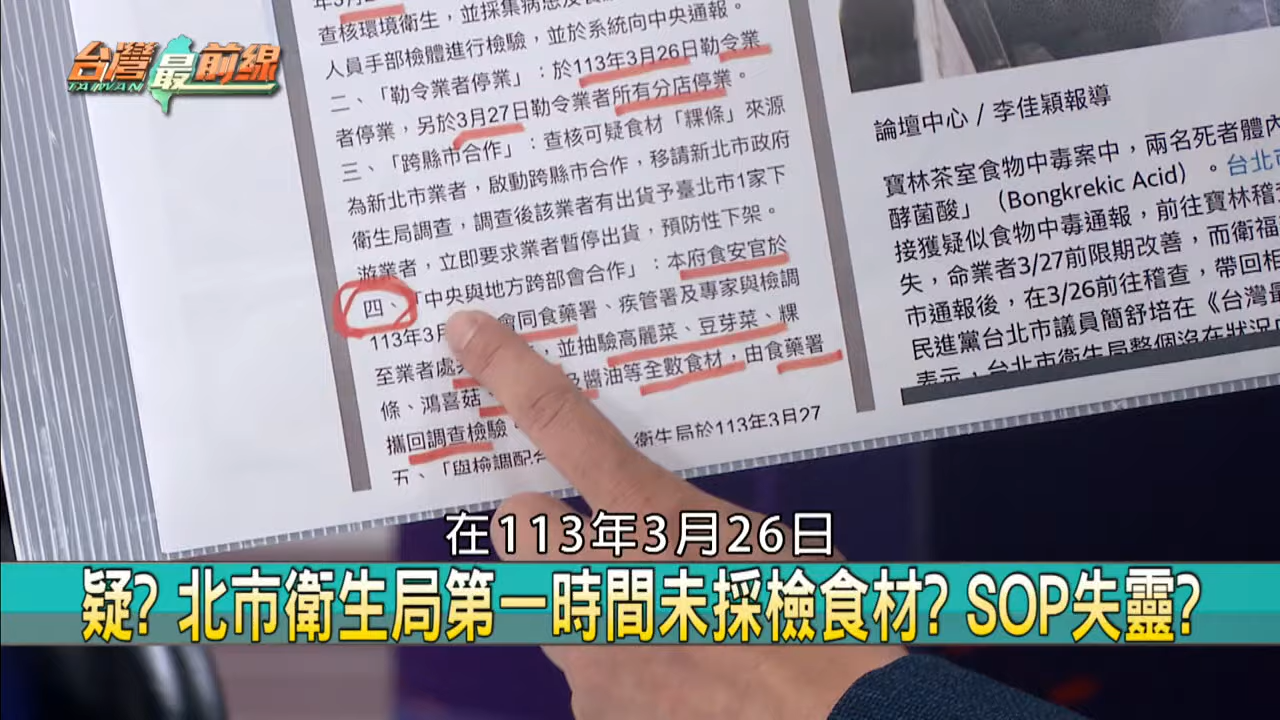 台灣最前線
TAIWAN
年3月2
查核環境衛生，並採集病患及
人員手部檢體進行檢驗，並於系統向中央通報。
二、「勒令業者停業」：於113年3月26日勒令業
者停業，另於3月27日勒令業者所有分店停業。
三、「跨縣市合作」：查核可疑食材「粿條」來源
為新北市業者，啟動跨縣市合作，移請新北市政府
衛生局調查，調查後該業者有出貨予臺北市1家下
游業者，立即要求業者暫停出貨，預防性下架。
四、「中央與地方跨部會合作」：本府食安官於
113年3月 會同食藥署、疾管署及專家與檢調
至業者處 ，並抽驗高麗菜、豆芽菜、粿
條、鴻喜菇、 及醬油等全數食材，由食藥署
攜回調查檢驗。
五、「與檢調配合 衛生局於113年3月27
論壇中心 / 李佳穎報導
寶林茶室食物中毒案中，兩名死者體內
酵菌酸」（Bongkrekic Acid）。台北市
接獲疑似食物中毒通報，前往寶林稽
失，命業者3/27前限期改善，而衛福
市通報後，在3/26前往稽查，帶回相
民進黨台北市議員簡舒培在《台灣最
表示，台北市衛生局整個沒在狀況
在113年3月26日
疑? 北市衛生局第一時間未採檢食材? SOP失靈?